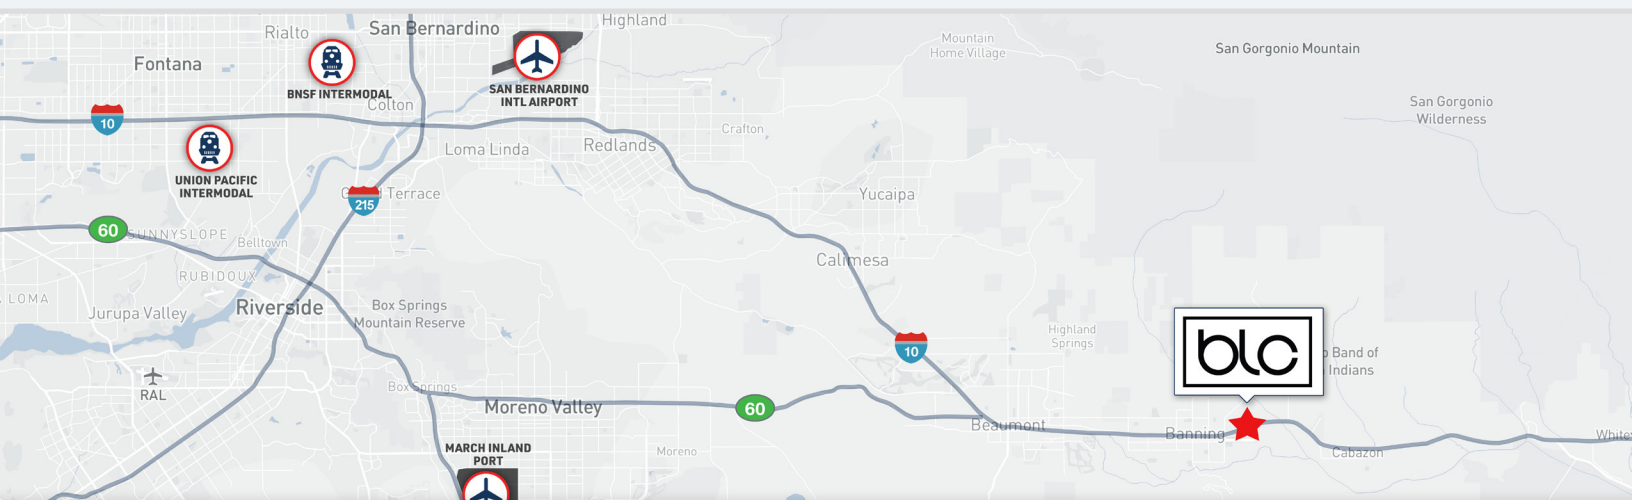 Rialto
San Bernardino
Highland
Mountain
Home Village
San Gorgonio Mountain
Fontana
BNSF INTERMODAL
Colton
SAN BERNARDINO
INTL AIRPORT
San Gorgonio
Wilderness
10
Crafton
Loma Linda
Redlands
UNION PACIFIC
INTERMODAL
215
Terrace
Yucaipa
60
SUNNYSLOPE
Belltown
RUBIDOUX
Calimesa
LOMA
Jurupa Valley
Riverside
Box Springs
Mountain Reserve
Highland
Springs
10
blc
Band of
Indians
RAL
Box Springs
Moreno Valley
60
Beaumont
Banning
Cabazon
MARCH INLAND
PORT
Moreno